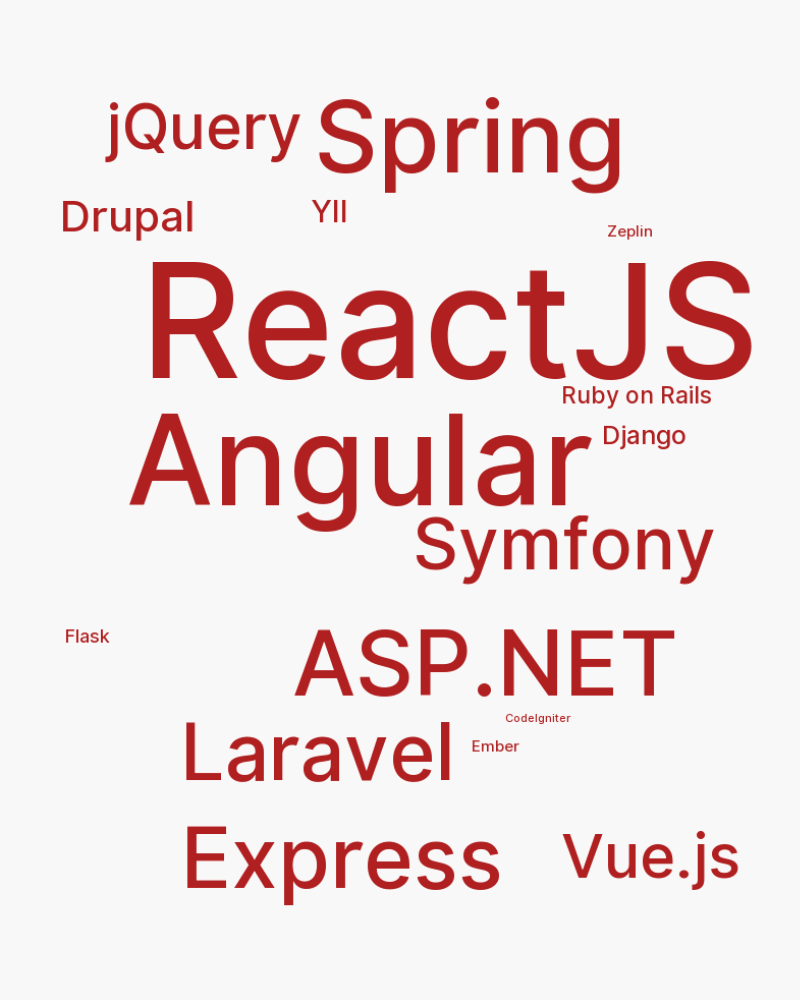 jQuery Spring
Drupal
YII
Zeplin
ReactJS
Ruby on Rails
Angular
Django
Symfony
Flask
ASP.NET
CodeIgniter
Laravel
Ember
Express
Vue.js